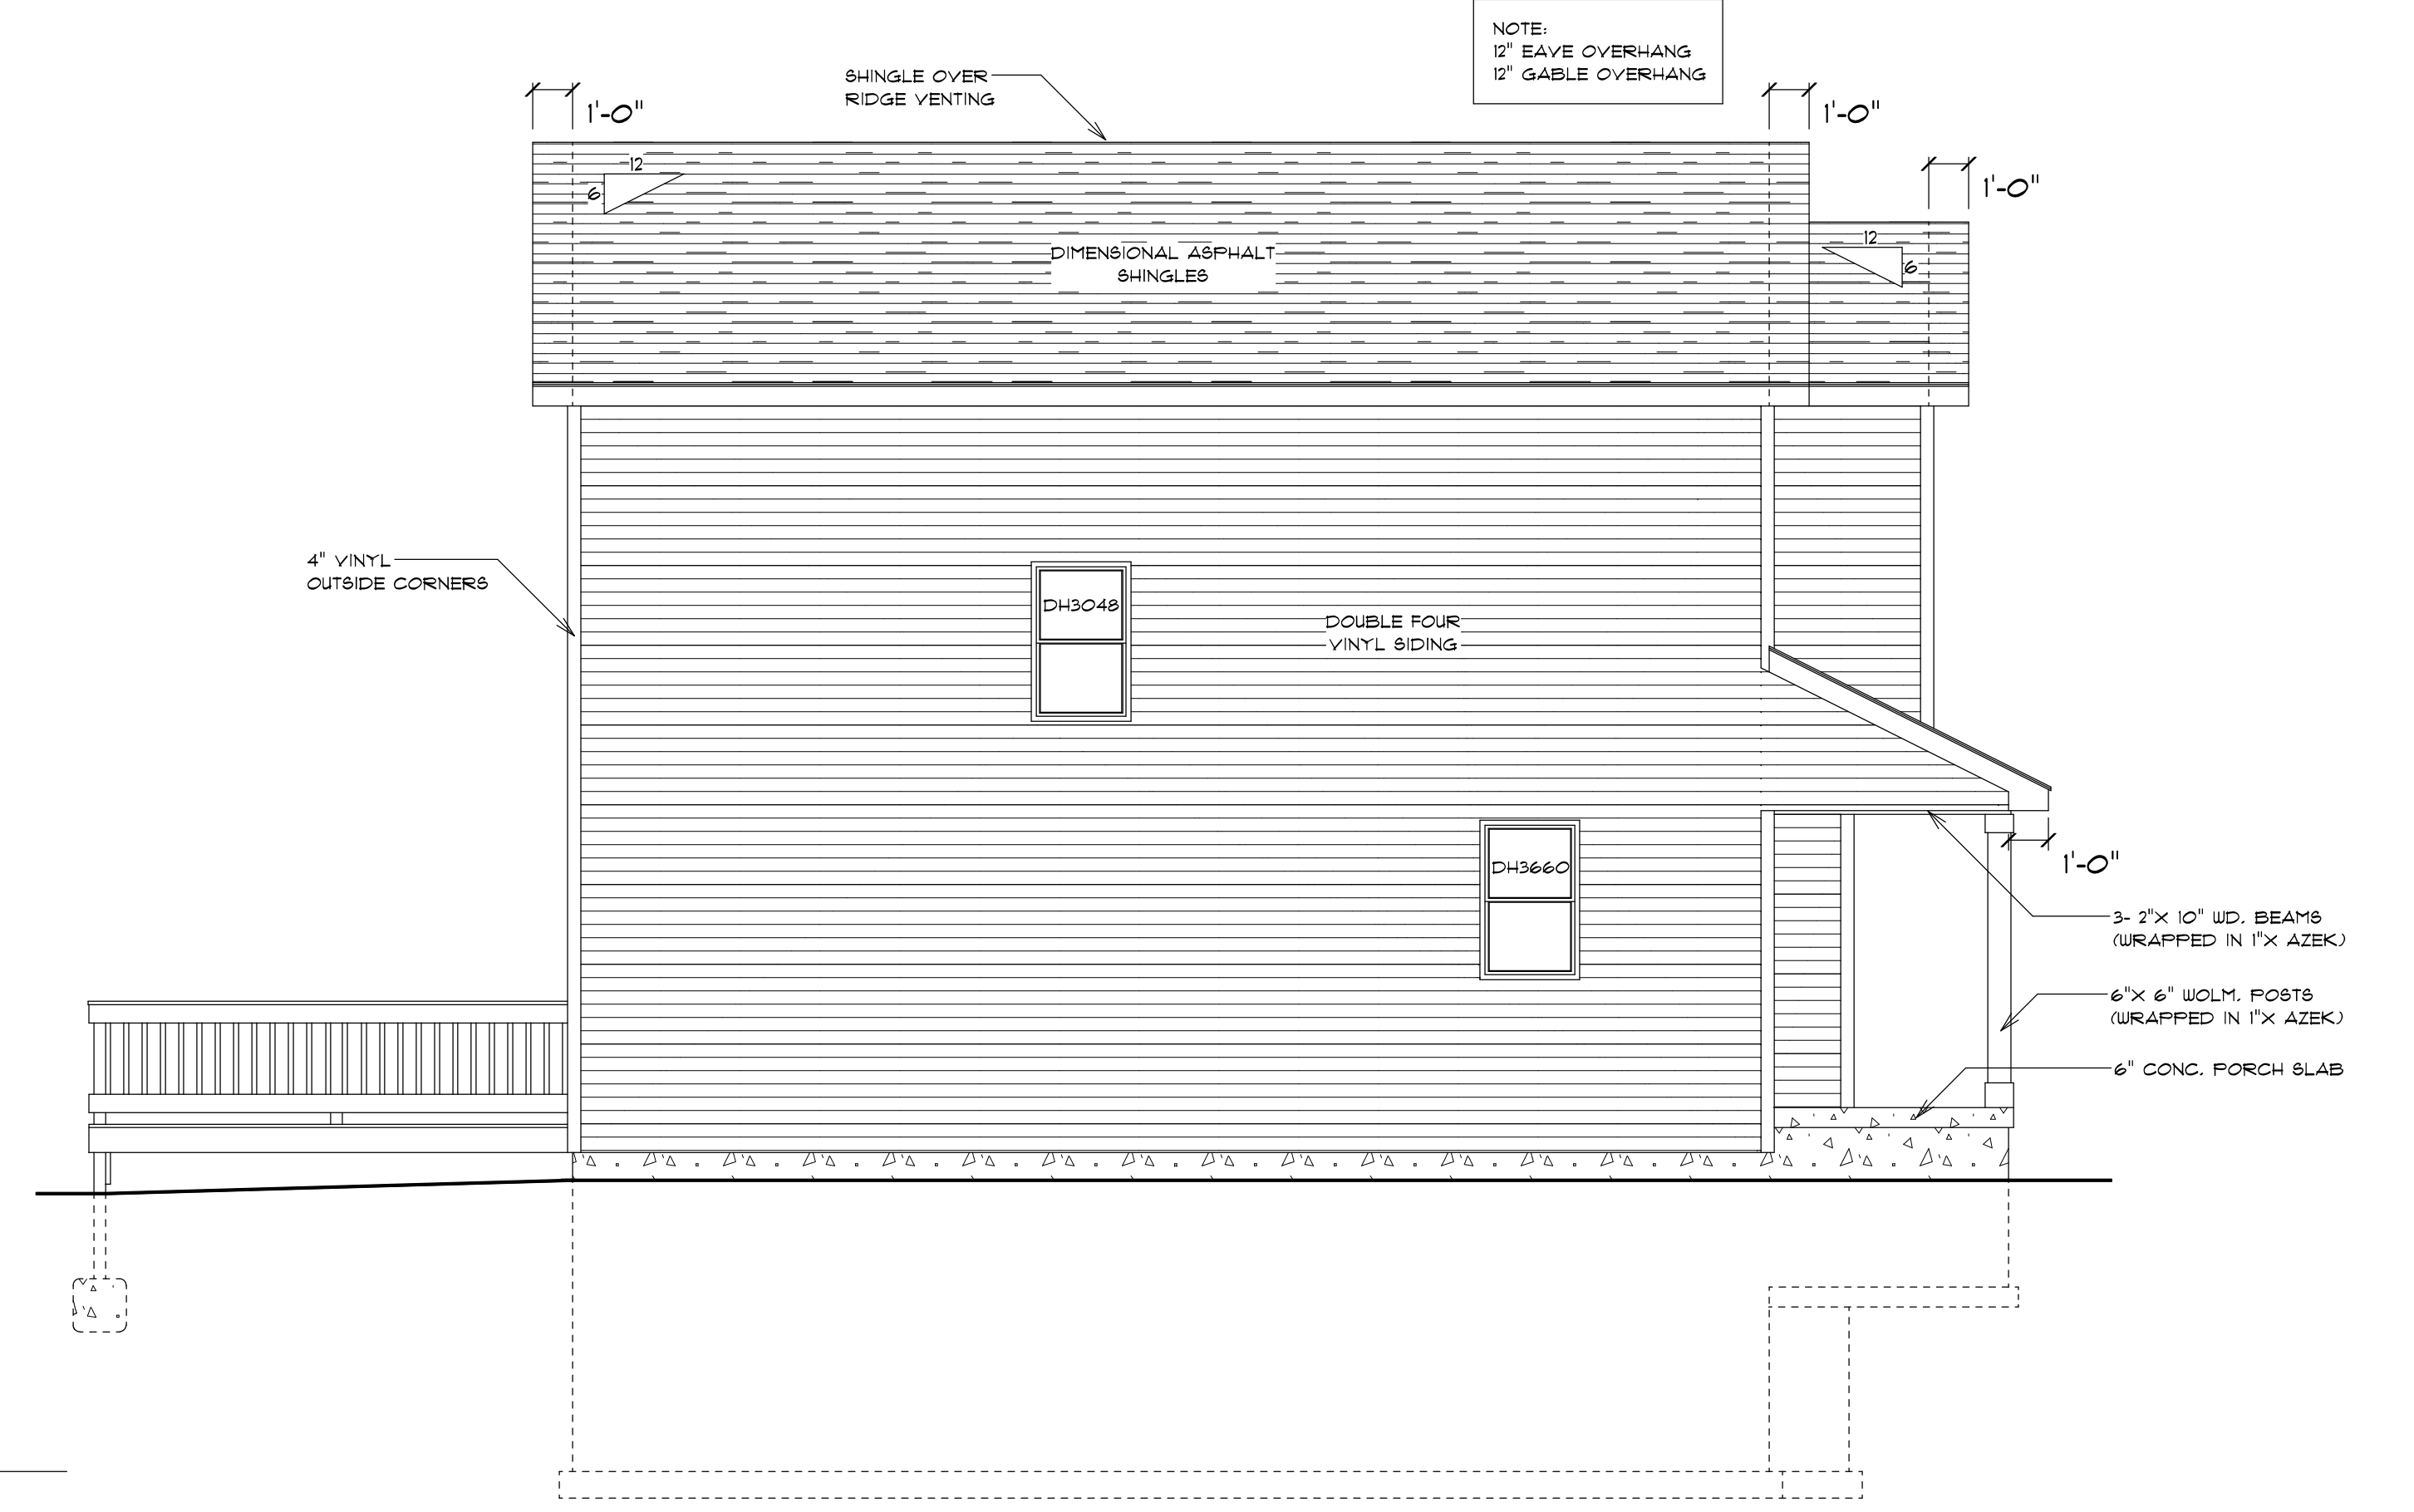 NOTE:
12" EAVE OVERHANG
12" GABLE OVERHANG
SHINGLE OVER
RIDGE VENTING
1'-0"
1'-0"
1'-0"
12
6
12
6
DIMENSIONAL ASPHALT
SHINGLES
4" VINYL
OUTSIDE CORNERS
DH3048
DOUBLE FOUR
VINYL SIDING
DH3660
1'-0"
3- 2"X 10" WD. BEAMS
(WRAPPED IN 1"X AZEK)
6"X 6" WOLM. POSTS
(WRAPPED IN 1"X AZEK)
6" CONC. PORCH SLAB